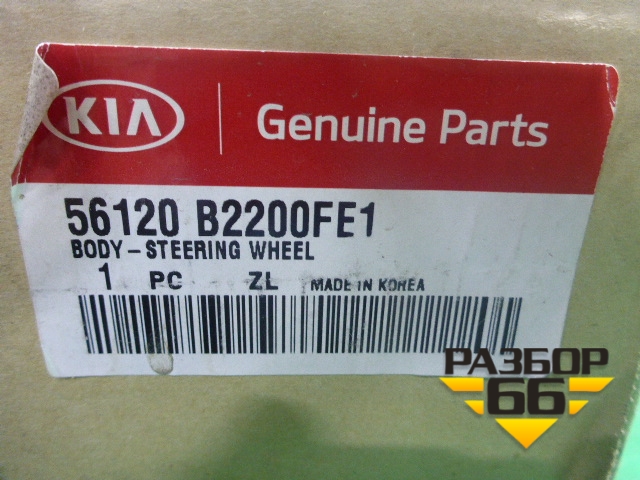 KIA Genuine Parts
56120 B2200FE1
BODY-STEERING WHEEL
1 PC ZL MADE IN KOREA
РАЗБОР
66